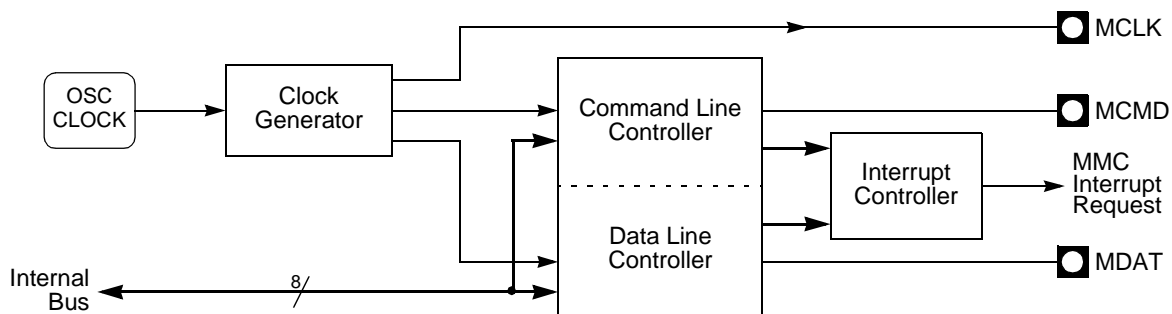 MCLK
OSC
CLOCK
Clock
Generator
Command Line
Controller
MCMD
Interrupt
Controller
MMC
Interrupt
Request
Data Line
Controller
MDAT
Internal
Bus
8